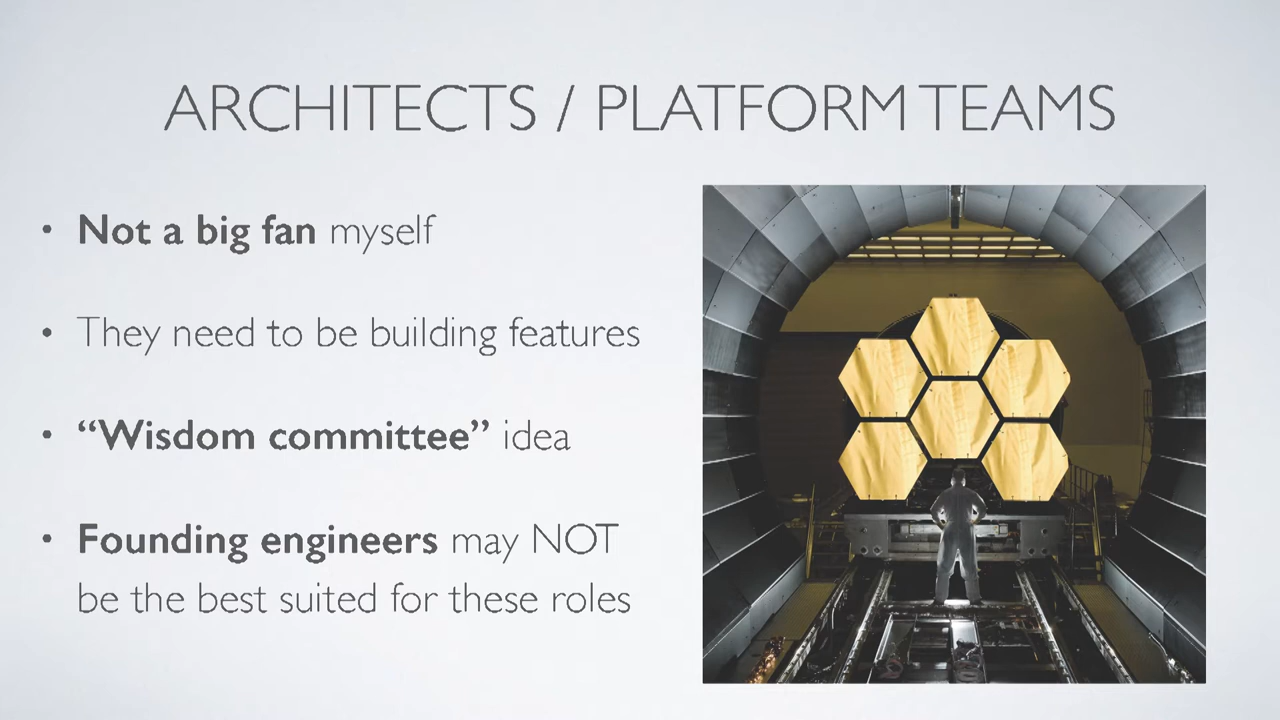 ARCHITECTS / PLATFORM TEAMS
• Not a big fan myself
• They need to be building features
• “Wisdom committee” idea
• Founding engineers may NOT
be the best suited for these roles